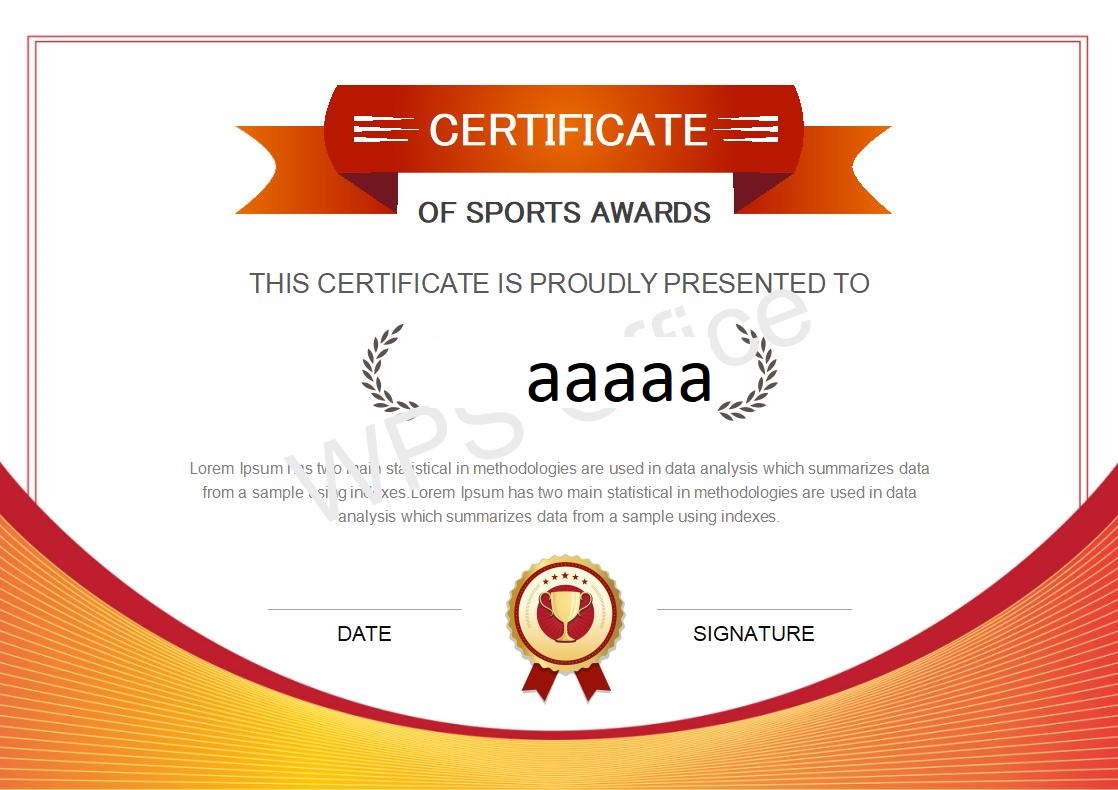 CERTIFICATE
OF SPORTS AWARDS
THIS CERTIFICATE IS PROUDLY PRESENTED TO
aaaaa
WPS Office
Lorem Ipsum has two main statistical in methodologies are used in data analysis which summarizes data
from a sample using indexes.Lorem Ipsum has two main statistical in methodologies are used in data
analysis which summarizes data from a sample using indexes.
DATE
SIGNATURE